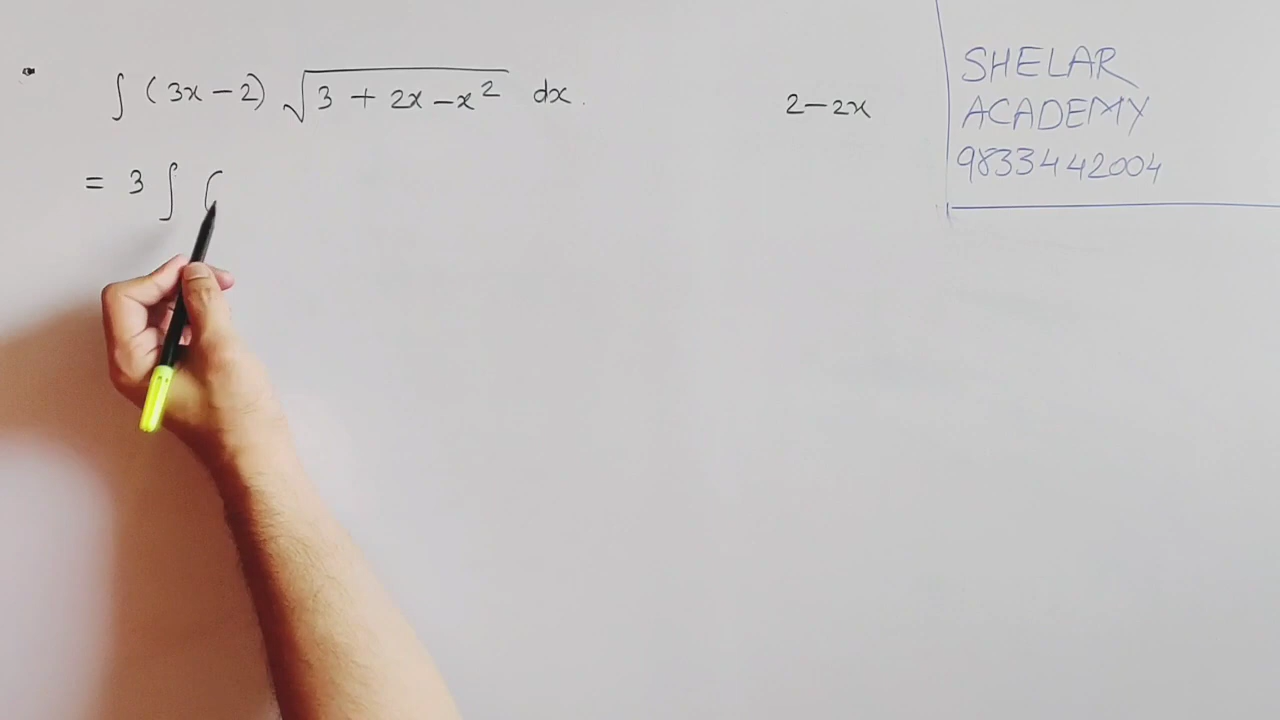 ∫ (3x – 2) √(3 + 2x – x²) dx.
2 – 2x
SHELAR
ACADEMY
9833442004
= 3 ∫ (